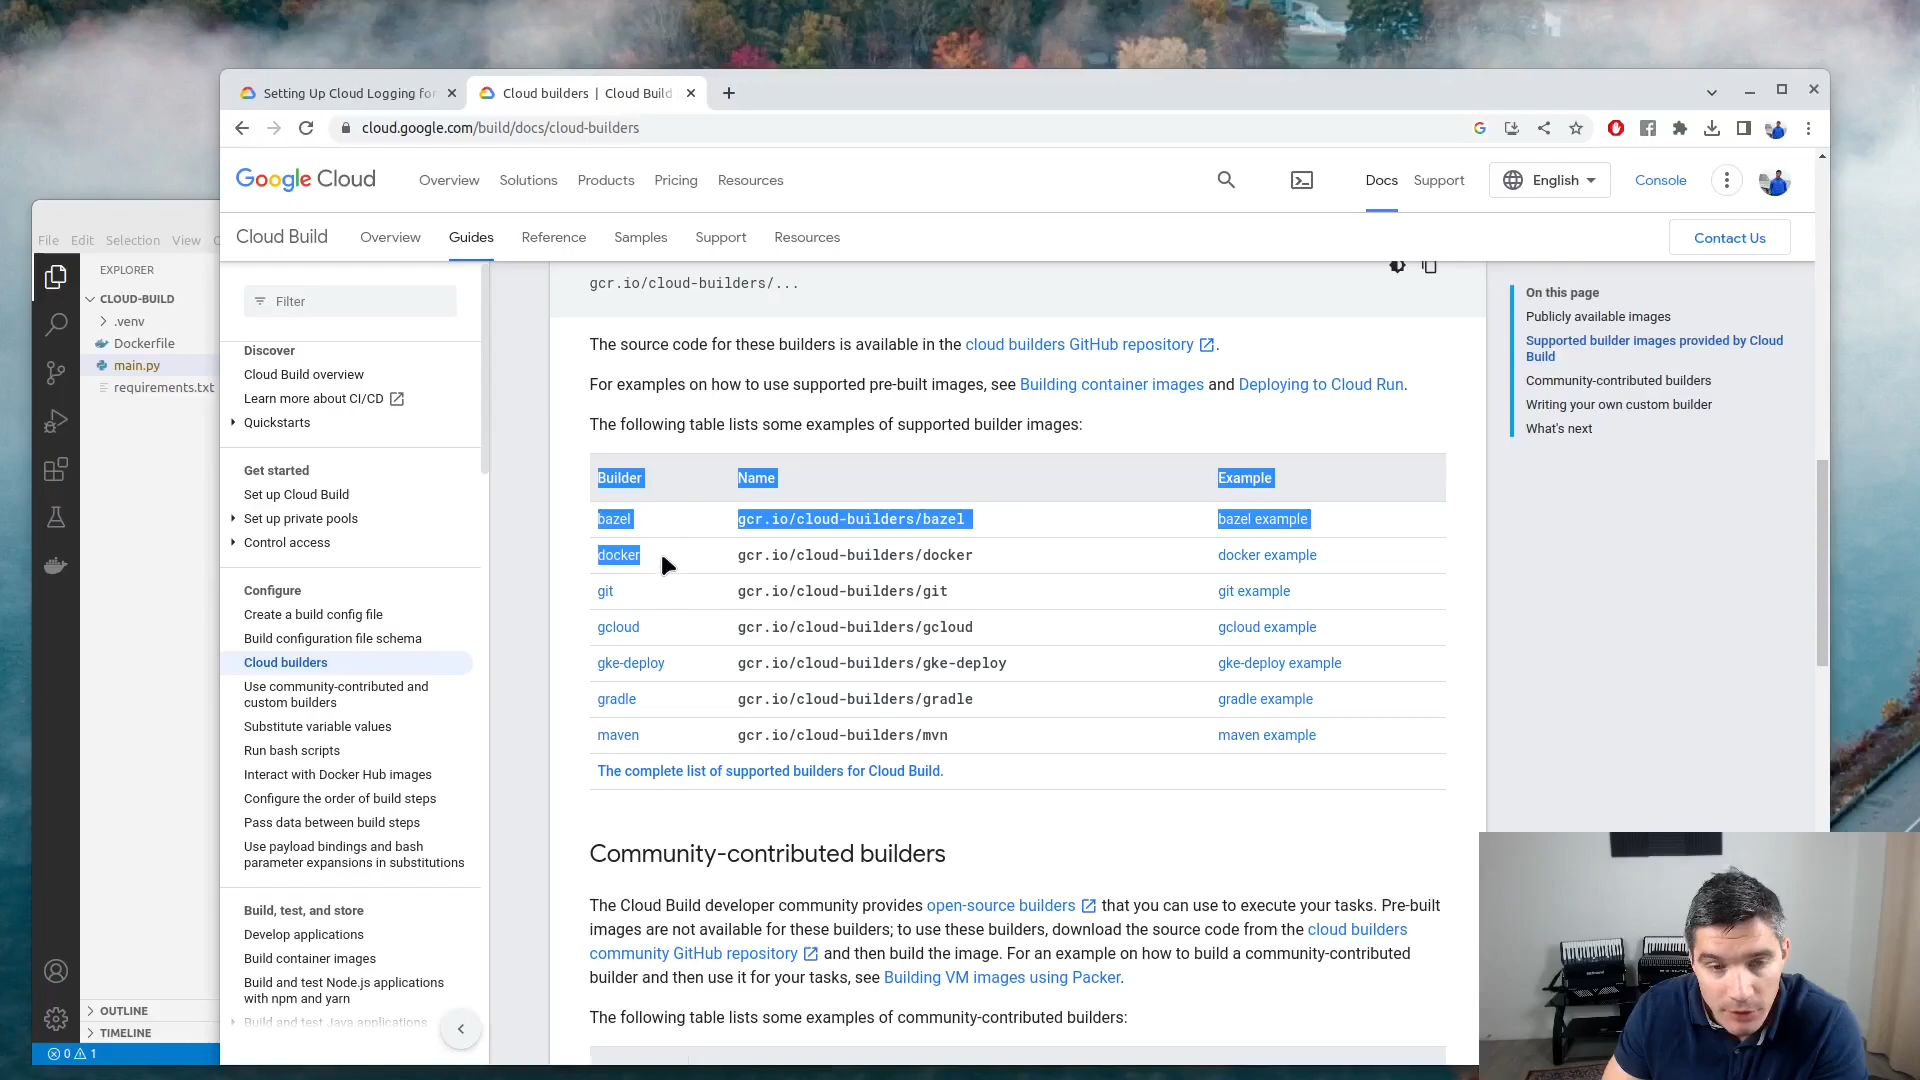 Setting Up Cloud Logging for
Cloud builders | Cloud Build
cloud.google.com/build/docs/cloud-builders
Google Cloud
Overview Solutions Products Pricing Resources
Docs Support English Console
File Edit Selection View
Cloud Build
Overview Guides Reference Samples Support Resources
Contact Us
EXPLORER
CLOUD-BUILD
.venv
Dockerfile
main.py
requirements.txt
OUTLINE
TIMELINE
0 1
Filter
Discover
Cloud Build overview
Learn more about CI/CD
Quickstarts
Get started
Set up Cloud Build
Set up private pools
Control access
Configure
Create a build config file
Build configuration file schema
Cloud builders
Use community-contributed and
custom builders
Substitute variable values
Run bash scripts
Interact with Docker Hub images
Configure the order of build steps
Pass data between build steps
Use payload bindings and bash
parameter expansions in substitutions
Build, test, and store
Develop applications
Build container images
Build and test Node.js applications
with npm and yarn
Build and test Java applications
gcr.io/cloud-builders/...
The source code for these builders is available in the cloud builders GitHub repository.
For examples on how to use supported pre-built images, see Building container images and Deploying to Cloud Run.
The following table lists some examples of supported builder images:
Builder Name Example
bazel gcr.io/cloud-builders/bazel bazel example
docker gcr.io/cloud-builders/docker docker example
git gcr.io/cloud-builders/git git example
gcloud gcr.io/cloud-builders/gcloud gcloud example
gke-deploy gcr.io/cloud-builders/gke-deploy gke-deploy example
gradle gcr.io/cloud-builders/gradle gradle example
maven gcr.io/cloud-builders/mvn maven example
The complete list of supported builders for Cloud Build.
Community-contributed builders
The Cloud Build developer community provides open-source builders that you can use to execute your tasks. Pre-built
images are not available for these builders; to use these builders, download the source code from the cloud builders
community GitHub repository and then build the image. For an example on how to build a community-contributed
builder and then use it for your tasks, see Building VM images using Packer.
The following table lists some examples of community-contributed builders:
On this page
Publicly available images
Supported builder images provided by Cloud
Build
Community-contributed builders
Writing your own custom builder
What's next